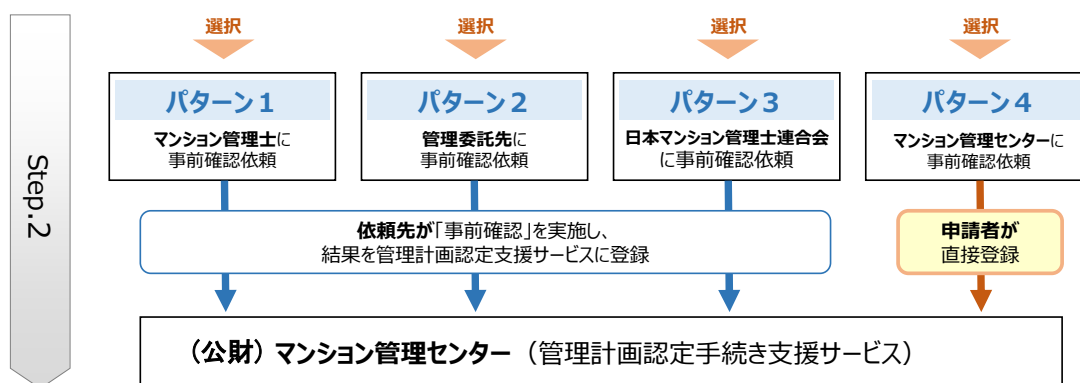 選択
選択
選択
選択
パターン１
マンション管理士に
事前確認依頼
パターン２
管理委託先に
事前確認依頼
パターン３
日本マンション管理士連合会
に事前確認依頼
パターン４
マンション管理センターに
事前確認依頼
Step.2
依頼先が「事前確認」を実施し、
結果を管理計画認定支援サービスに登録
申請者が
直接登録
（公財）マンション管理センター（管理計画認定手続き支援サービス）